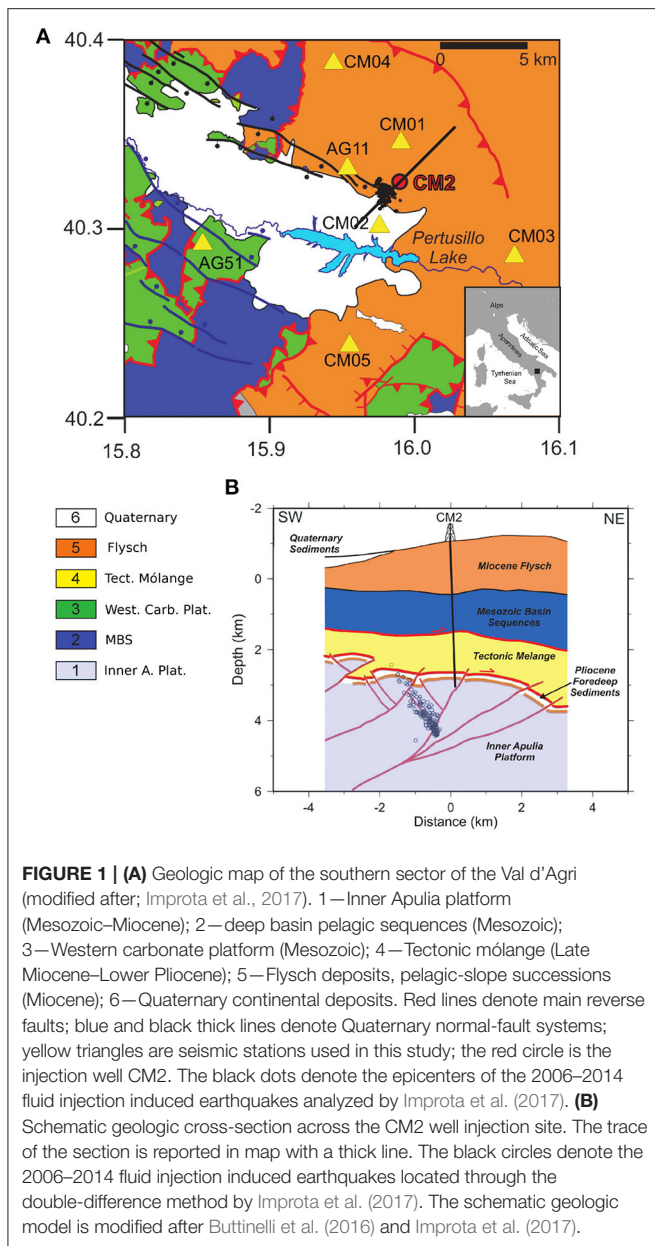 A
40.4
40.3
40.2
15.8
15.9
16.0
16.1
0
5 km
CM04
CM01
AG11
CM2
CM02
Pertusillo
Lake
CM03
AG51
CM05
Alps
Apennines
Adriatic Sea
Tyrrhenian
Sea
6 Quaternary
5 Flysch
4 Tect. Mólange
3 West. Carb. Plat.
2 MBS
1 Inner A. Plat.
B
SW
CM2
NE
Quaternary
Sediments
Miocene Flysch
Mesozoic Basin
Sequences
Tectonic Melange
Pliocene
Foredeep
Sediments
Inner Apulia
Platform
Depth (km)
-2
0
2
4
6
-4
-2
0
2
4
Distance (km)
FIGURE 1 | (A) Geologic map of the southern sector of the Val d'Agri
(modified after; Improta et al., 2017). 1—Inner Apulia platform
(Mesozoic–Miocene); 2—deep basin pelagic sequences (Mesozoic);
3—Western carbonate platform (Mesozoic); 4—Tectonic mólange (Late
Miocene–Lower Pliocene); 5—Flysch deposits, pelagic-slope successions
(Miocene); 6—Quaternary continental deposits. Red lines denote main reverse
faults; blue and black thick lines denote Quaternary normal-fault systems;
yellow triangles are seismic stations used in this study; the red circle is the
injection well CM2. The black dots denote the epicenters of the 2006–2014
fluid injection induced earthquakes analyzed by Improta et al. (2017). (B)
Schematic geologic cross-section across the CM2 well injection site. The trace
of the section is reported in map with a thick line. The black circles denote the
2006–2014 fluid injection induced earthquakes located through the
double-difference method by Improta et al. (2017). The schematic geologic
model is modified after Buttinelli et al. (2016) and Improta et al. (2017).